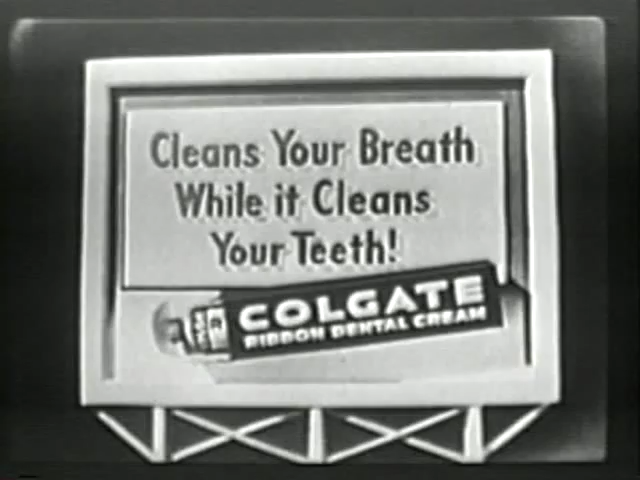 Cleans Your Breath
While it Cleans
Your Teeth!
COLGATE
RIBBON DENTAL CREAM